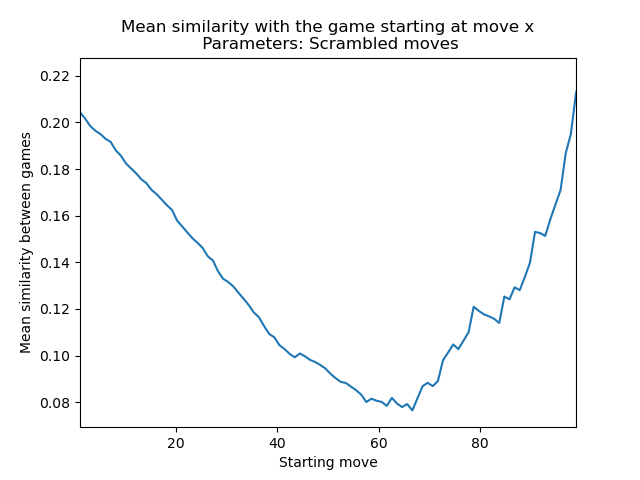 Mean similarity with the game starting at move x
Parameters: Scrambled moves
Mean similarity between games
0.22
0.20
0.18
0.16
0.14
0.12
0.10
0.08
20 40 60 80
Starting move